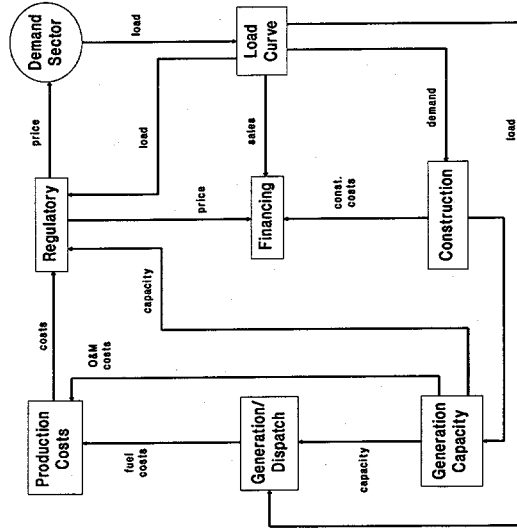 Production
Costs
costs
Regulatory
price
Demand
Sector
load
fuel
costs
O&M
costs
capacity
price
load
Generation/
Dispatch
Financing
sales
Load
Curve
capacity
const.
costs
demand
Generation
Capacity
Construction
load